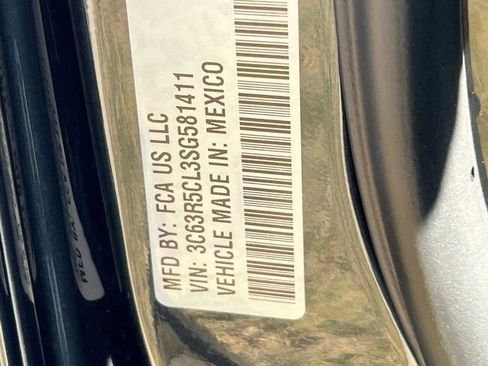 MFD BY: FCA US LLC
VIN: 3C63R5CL3SG581411
VEHICLE MADE IN: MEXICO